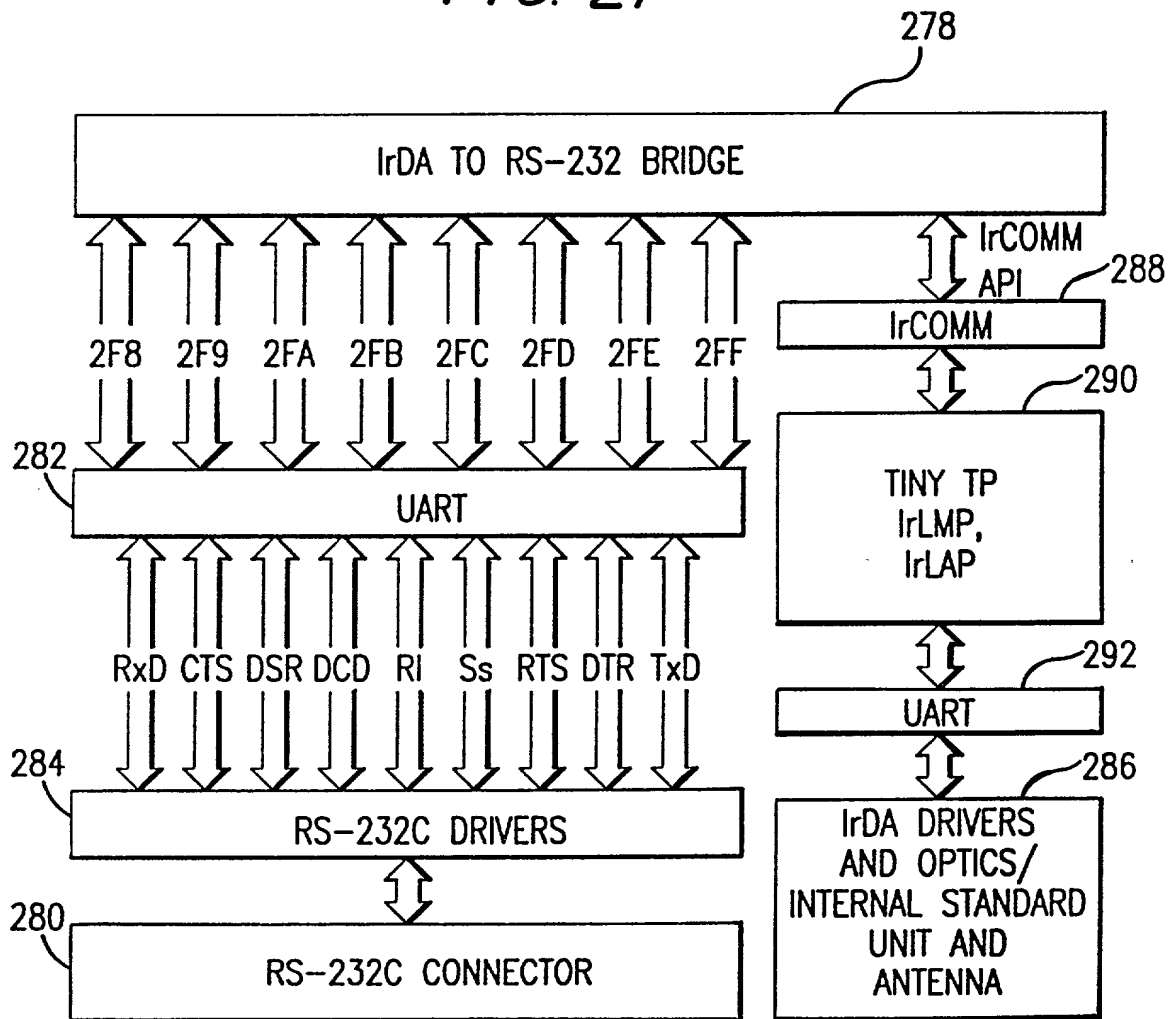 FIG. 27
278
IrDA TO RS-232 BRIDGE
IrCOMM
API
288
2F8 2F9 2FA 2FB 2FC 2FD 2FE 2FF
IrCOMM
290
282
UART
TINY TP
IrLMP,
IrLAP
RxD CTS DSR DCD RI Ss RTS DTR TxD
292
UART
284
RS-232C DRIVERS
286
IrDA DRIVERS
AND OPTICS/
INTERNAL STANDARD
UNIT AND
ANTENNA
280
RS-232C CONNECTOR